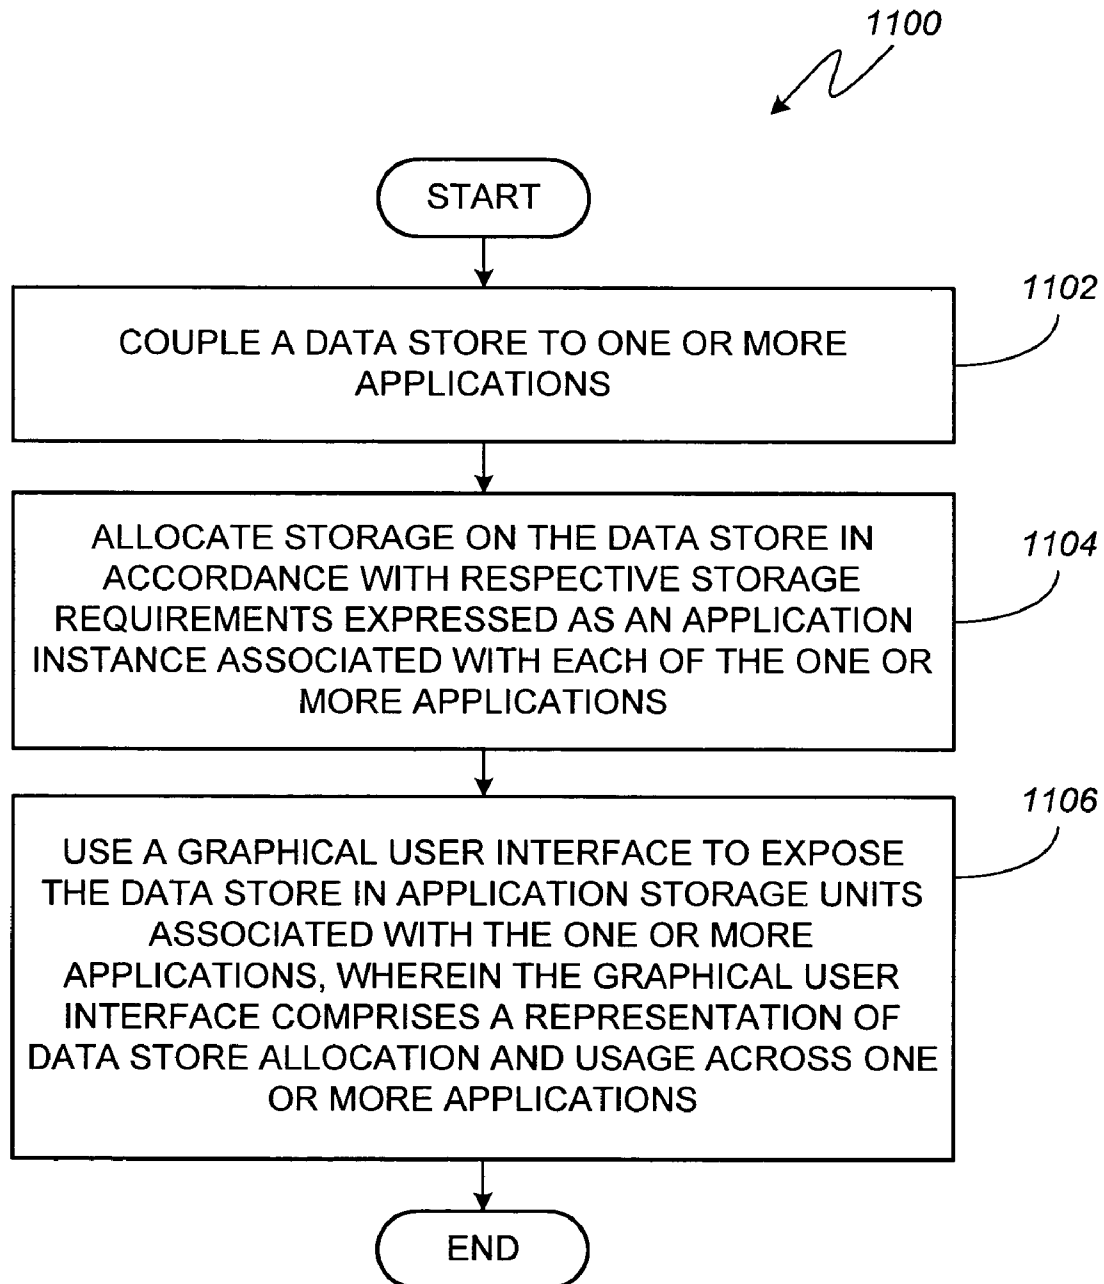 1100
START
1102
COUPLE A DATA STORE TO ONE OR MORE
APPLICATIONS
1104
ALLOCATE STORAGE ON THE DATA STORE IN
ACCORDANCE WITH RESPECTIVE STORAGE
REQUIREMENTS EXPRESSED AS AN APPLICATION
INSTANCE ASSOCIATED WITH EACH OF THE ONE OR
MORE APPLICATIONS
1106
USE A GRAPHICAL USER INTERFACE TO EXPOSE
THE DATA STORE IN APPLICATION STORAGE UNITS
ASSOCIATED WITH THE ONE OR MORE
APPLICATIONS, WHEREIN THE GRAPHICAL USER
INTERFACE COMPRISES A REPRESENTATION OF
DATA STORE ALLOCATION AND USAGE ACROSS ONE
OR MORE APPLICATIONS
END